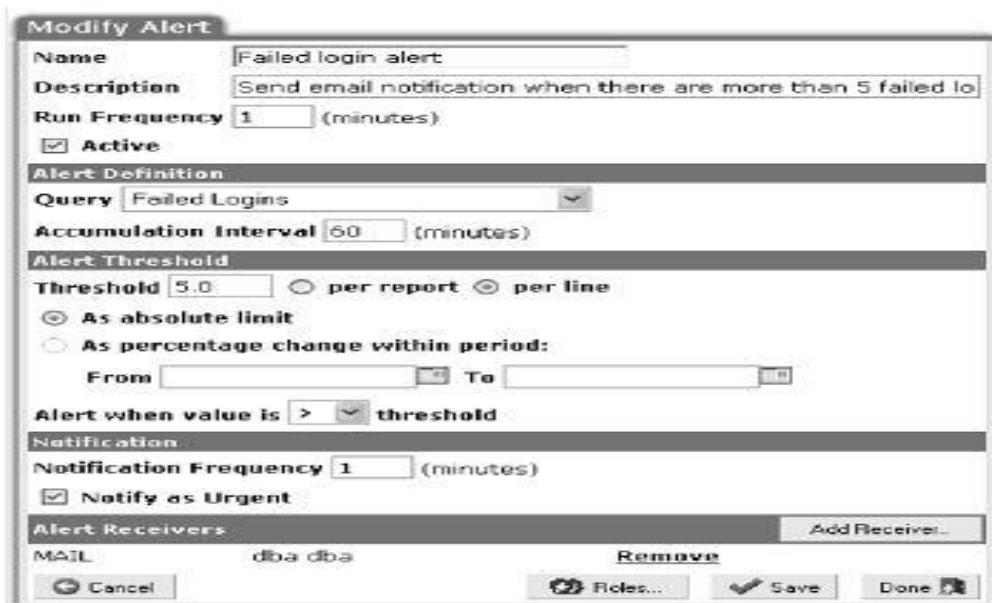 Modify Alert
Name Failed login alert
Description Send email notification when there are more than 5 failed lo
Run Frequency 1 (minutes)
Active
Alert Definition
Query Failed Logins
Accumulation Interval 60 (minutes)
Alert Threshold
Threshold 5.0 per report per line
As absolute limit
As percentage change within period:
From To
Alert when value is > threshold
Notification
Notification Frequency 1 (minutes)
Notify as Urgent
Alert Receivers Add Receiver..
MAIL dba dba Remove
Cancel Roles... Save Done